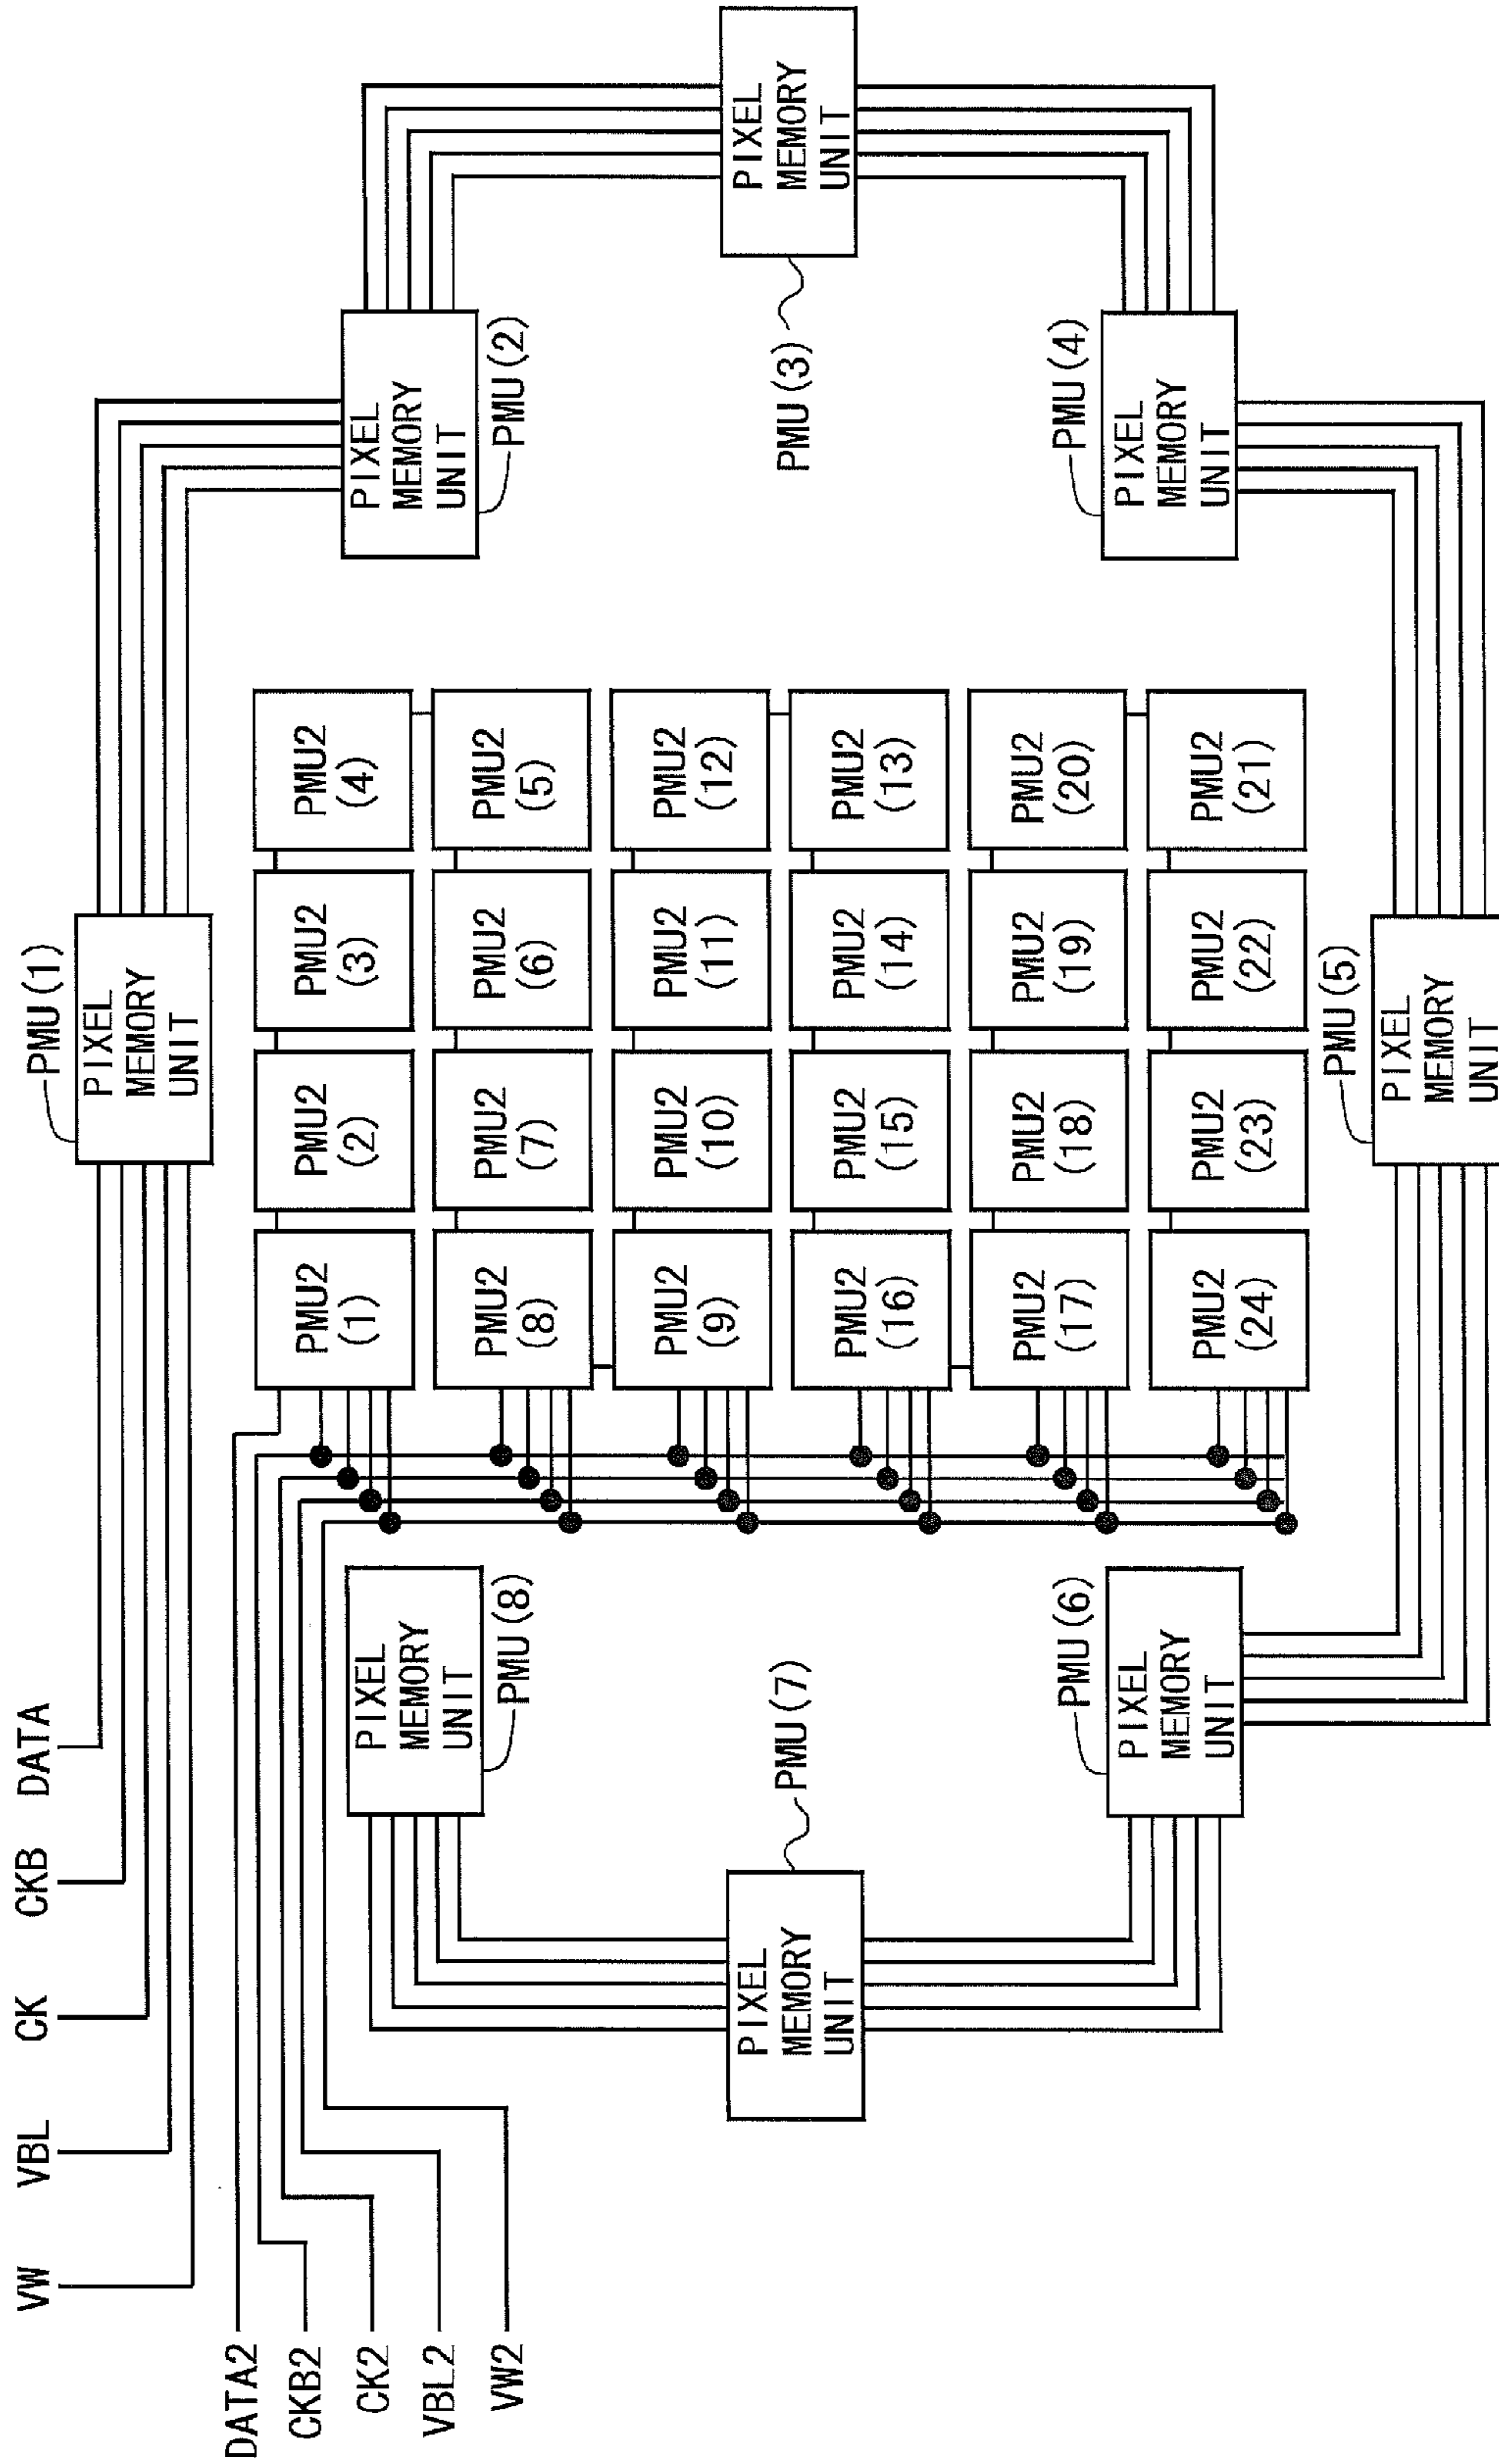 VW
VBL
CK
CKB
DATA
PMU(1)
PIXEL
MEMORY
UNIT
DATA2
CKB2
CK2
VBL2
VW2
PIXEL
MEMORY
UNIT
PMU(8)
PIXEL
MEMORY
UNIT
PMU(2)
PMU2
(1)
PMU2
(2)
PMU2
(3)
PMU2
(4)
PMU2
(8)
PMU2
(7)
PMU2
(6)
PMU2
(5)
PMU2
(9)
PMU2
(10)
PMU2
(11)
PMU2
(12)
PMU2
(16)
PMU2
(15)
PMU2
(14)
PMU2
(13)
PMU2
(17)
PMU2
(18)
PMU2
(19)
PMU2
(20)
PMU2
(24)
PMU2
(23)
PMU2
(22)
PMU2
(21)
PIXEL
MEMORY
UNIT
PMU(7)
PIXEL
MEMORY
UNIT
PMU(3)
PMU(6)
PIXEL
MEMORY
UNIT
PMU(4)
PIXEL
MEMORY
UNIT
PMU(5)
PIXEL
MEMORY
UNIT